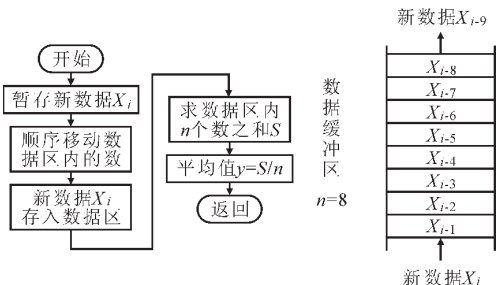 开始
暂存新数据Xi
顺序移动数
据区内的数
新数据Xi
存入数据区
求数据区内
n个数之和S
平均值y=S/n
返回
数据缓冲区
n=8
新数据Xi-9
Xi-8
Xi-7
Xi-6
Xi-5
Xi-4
Xi-3
Xi-2
Xi-1
新数据Xi